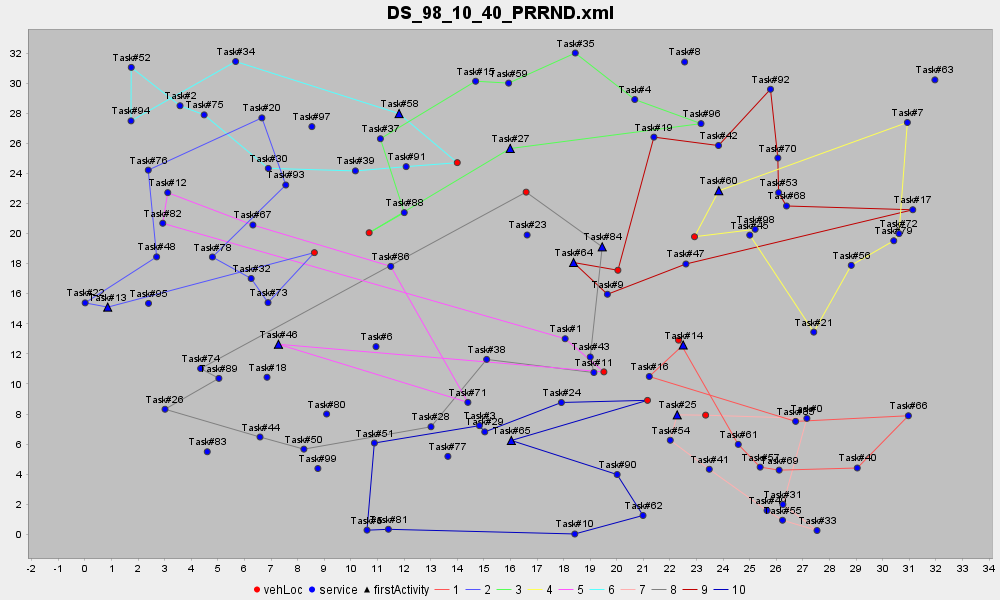 DS_98_10_40_PRRND.xml
32
30
28
26
24
22
20
18
16
14
12
10
8
6
4
2
0
Task#35
Task#34
Task#8
Task#52
Task#63
Task#15
Task#59
Task#92
Task#2
Task#4
Task#94
Task#75
Task#20
Task#58
Task#97
Task#96
Task#7
Task#37
Task#19
Task#27
Task#42
Task#70
Task#76
Task#30
Task#39
Task#91
Task#93
Task#12
Task#60
Task#53
Task#68
Task#17
Task#82
Task#67
Task#88
Task#98
Task#23
Task#72
Task#84
Task#48
Task#78
Task#86
Task#64
Task#47
Task#56
Task#32
Task#22
Task#13
Task#95
Task#73
Task#9
Task#21
Task#46
Task#6
Task#1
Task#14
Task#38
Task#43
Task#74
Task#89
Task#18
Task#11
Task#16
Task#26
Task#71
Task#24
Task#80
Task#25
Task#66
Task#28
Task#3
Task#29
Task#44
Task#51
Task#65
Task#54
Task#61
Task#83
Task#50
Task#77
Task#99
Task#90
Task#41
Task#57
Task#69
Task#40
Task#31
Task#62
Task#55
Task#81
Task#10
Task#33
-2 -1 0 1 2 3 4 5 6 7 8 9 10 11 12 13 14 15 16 17 18 19 20 21 22 23 24 25 26 27 28 29 30 31 32 33 34
vehLoc service firstActivity 1 2 3 4 5 6 7 8 9 10